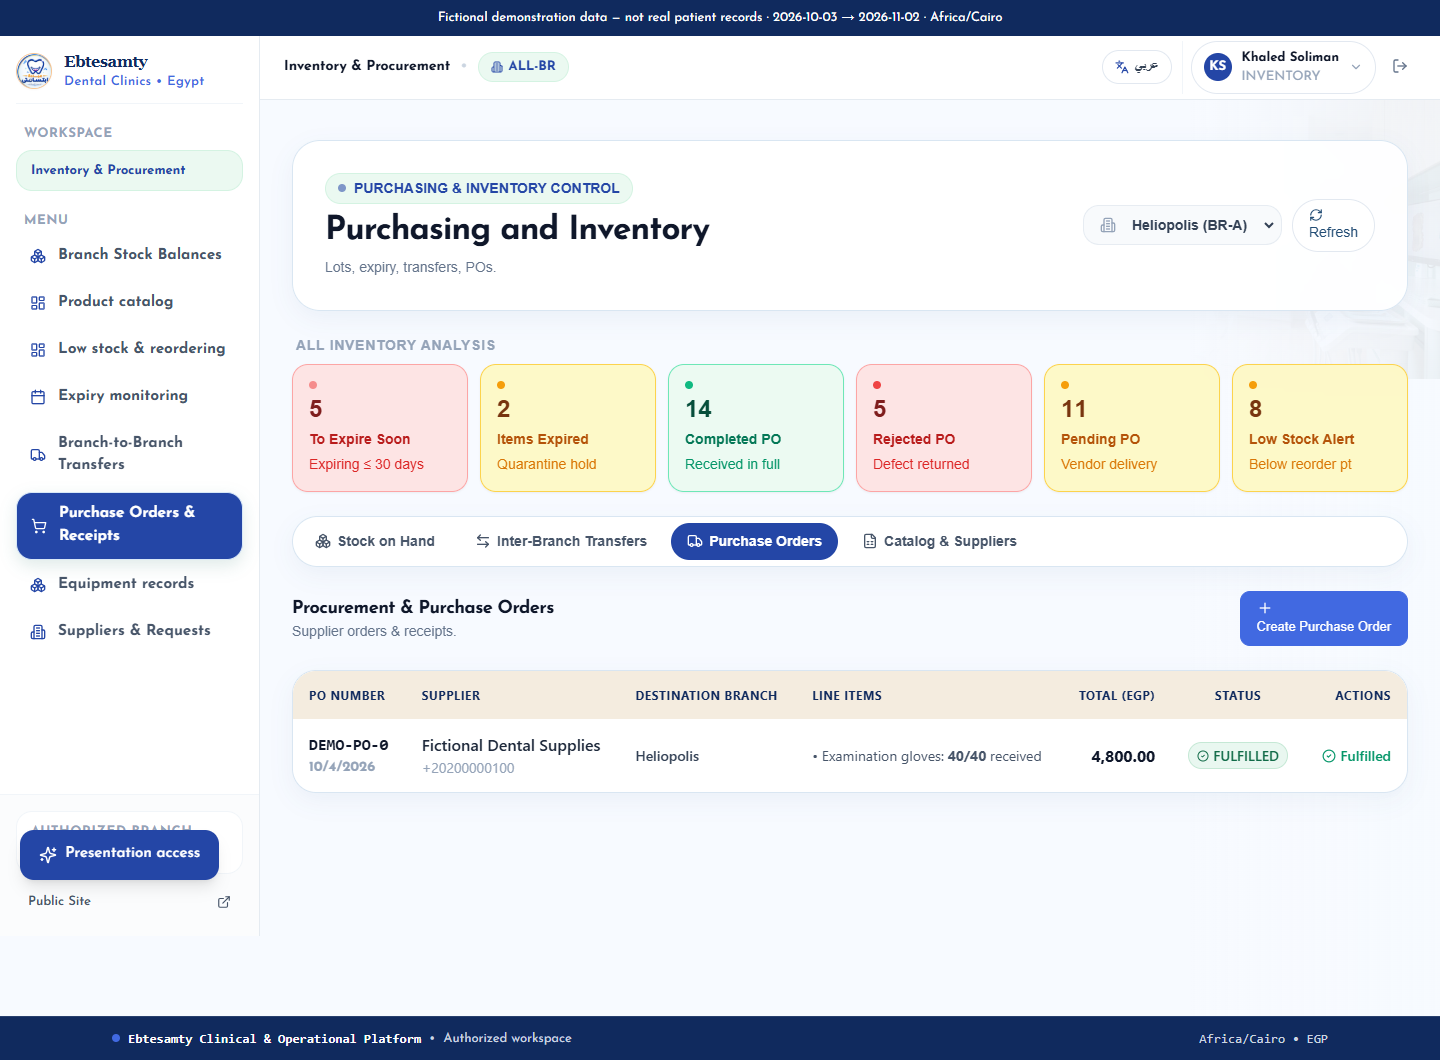 Fictional demonstration data — not real patient records · 2026-10-03 → 2026-11-02 · Africa/Cairo
Ebtesamty
Dental Clinics • Egypt
Inventory & Procurement
ALL-BR
عربي
KS
Khaled Soliman
INVENTORY
WORKSPACE
Inventory & Procurement
MENU
Branch Stock Balances
Product catalog
Low stock & reordering
Expiry monitoring
Branch-to-Branch
Transfers
Purchase Orders &
Receipts
Equipment records
Suppliers & Requests
AUTHORIZED BRANCH
Presentation access
Public Site
PURCHASING & INVENTORY CONTROL
Purchasing and Inventory
Lots, expiry, transfers, POs.
Heliopolis (BR-A)
Refresh
ALL INVENTORY ANALYSIS
5
To Expire Soon
Expiring ≤ 30 days
2
Items Expired
Quarantine hold
14
Completed PO
Received in full
5
Rejected PO
Defect returned
11
Pending PO
Vendor delivery
8
Low Stock Alert
Below reorder pt
Stock on Hand
Inter-Branch Transfers
Purchase Orders
Catalog & Suppliers
Procurement & Purchase Orders
Supplier orders & receipts.
Create Purchase Order
PO NUMBER SUPPLIER DESTINATION BRANCH LINE ITEMS TOTAL (EGP) STATUS ACTIONS
DEMO-PO-0
10/4/2026
Fictional Dental Supplies
+20200000100
Heliopolis
• Examination gloves: 40/40 received
4,800.00
FULFILLED
Fulfilled
Ebtesamty Clinical & Operational Platform • Authorized workspace
Africa/Cairo • EGP